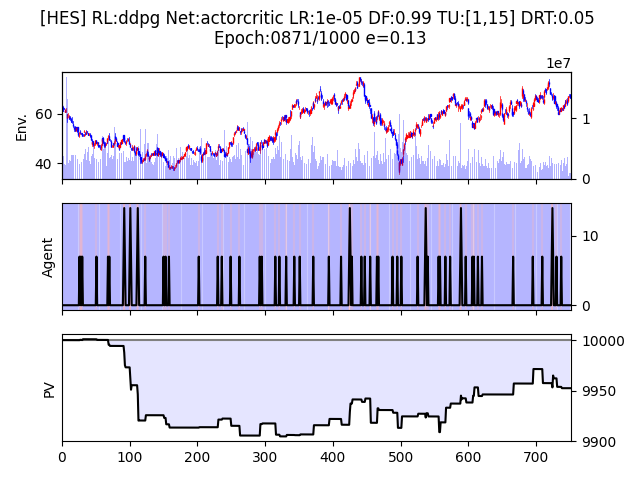 [HES] RL:ddpg Net:actorcritic LR:1e-05 DF:0.99 TU:[1,15] DRT:0.05
Epoch:0871/1000 e=0.13
1e7
Env.
60
40
1
0
Agent
10
0
PV
10000
9950
9900
0 100 200 300 400 500 600 700